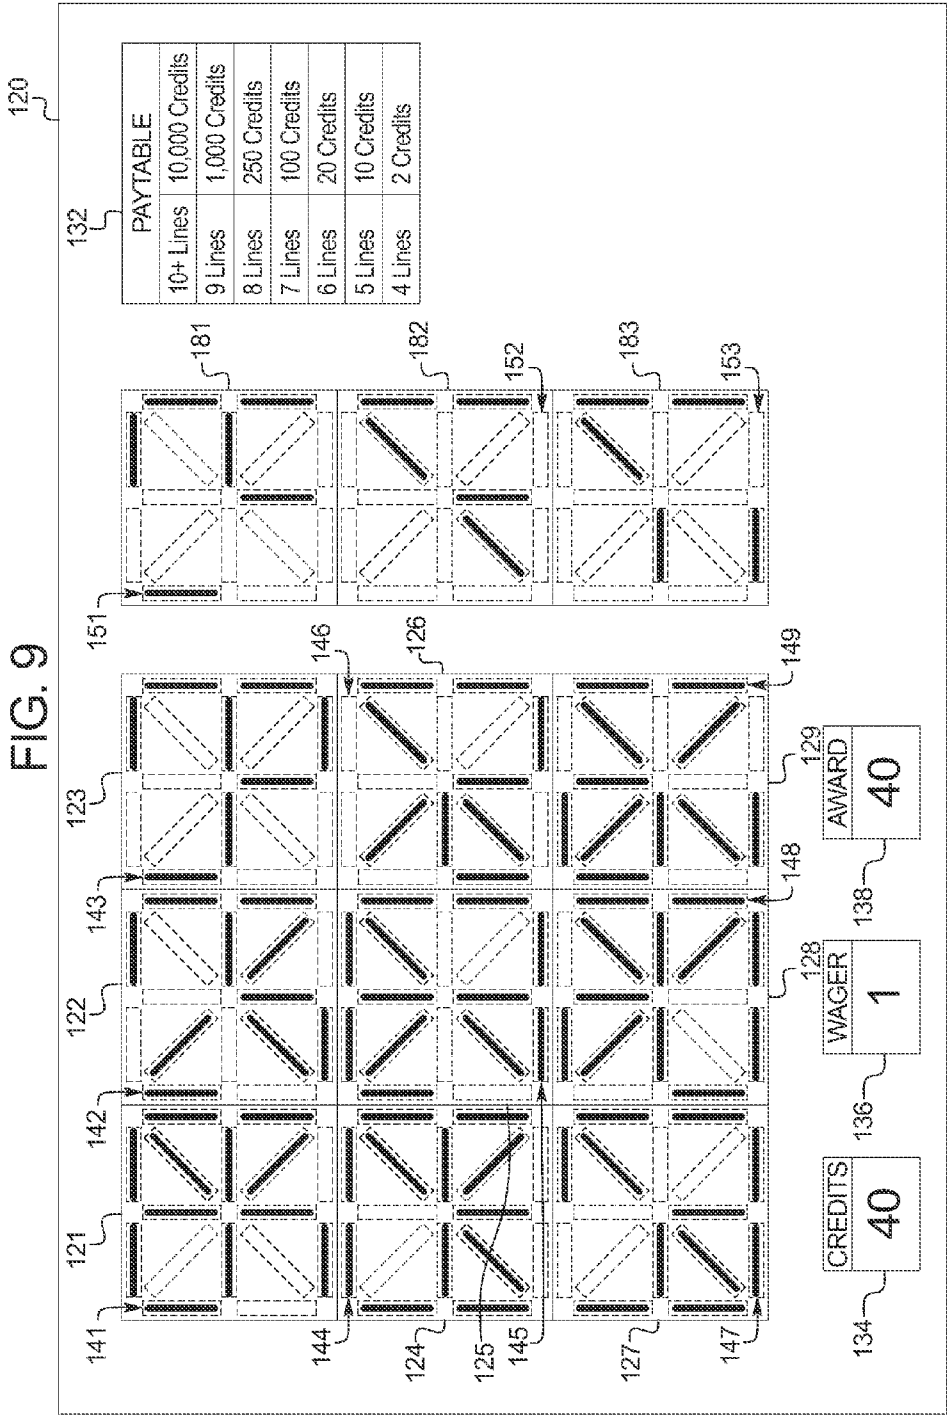 FIG. 9
120
141
121
142
122
143
123
151
181
132
PAYTABLE
10+ Lines 10,000 Credits
9 Lines 1,000 Credits
8 Lines 250 Credits
7 Lines 100 Credits
6 Lines 20 Credits
5 Lines 10 Credits
4 Lines 2 Credits
144
146
182
124
126
125
145
152
127
183
147
128
148
129
149
153
134
CREDITS
40
136
WAGER
1
138
AWARD
40